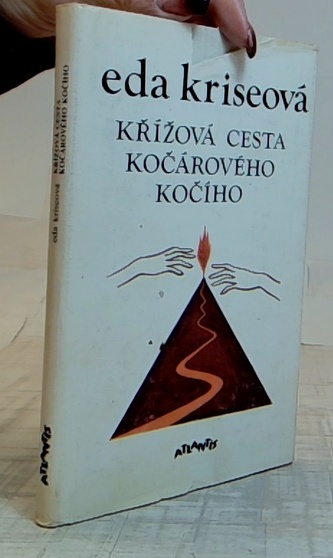 eda kriseová
KŘÍŽOVÁ CESTA
KOČÁROVÉHO
KOČÍHO
ATLANTIS
eda kriseová KŘÍŽOVÁ CESTA
KOČÁROVÉHO KOČÍHO
ATLANTIS